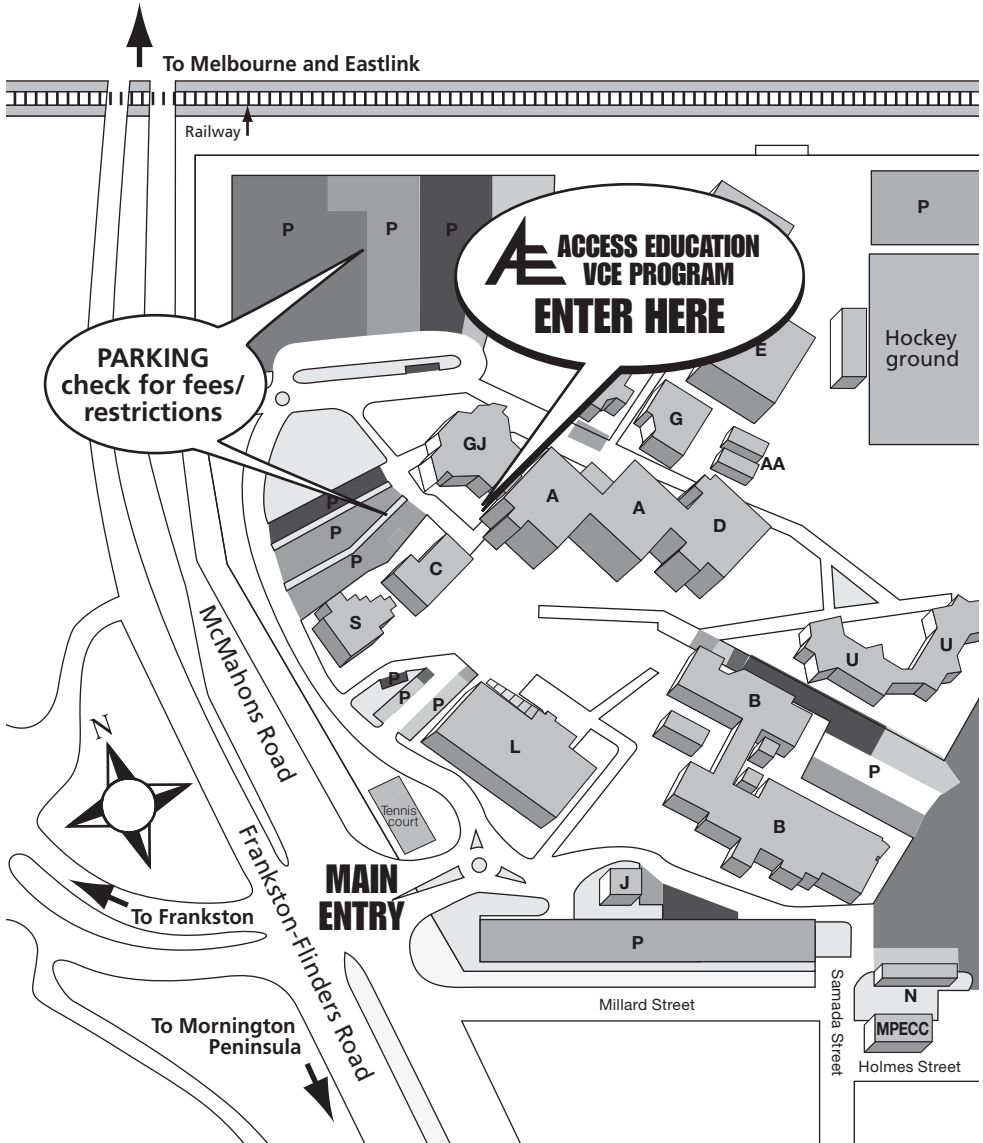 To Melbourne and Eastlink
Railway
P
P
P
P
ACCESS EDUCATION
VCE PROGRAM
ENTER HERE
Hockey
ground
PARKING
check for fees/
restrictions
E
G
GJ
AA
A
A
D
P
P
P
C
S
U
U
P
P
P
B
L
P
B
McMahons Road
N
Tennis
court
MAIN
ENTRY
J
To Frankston
P
Frankston-Flinders Road
Samada Street
N
Millard Street
MPECC
To Mornington
Peninsula
Holmes Street